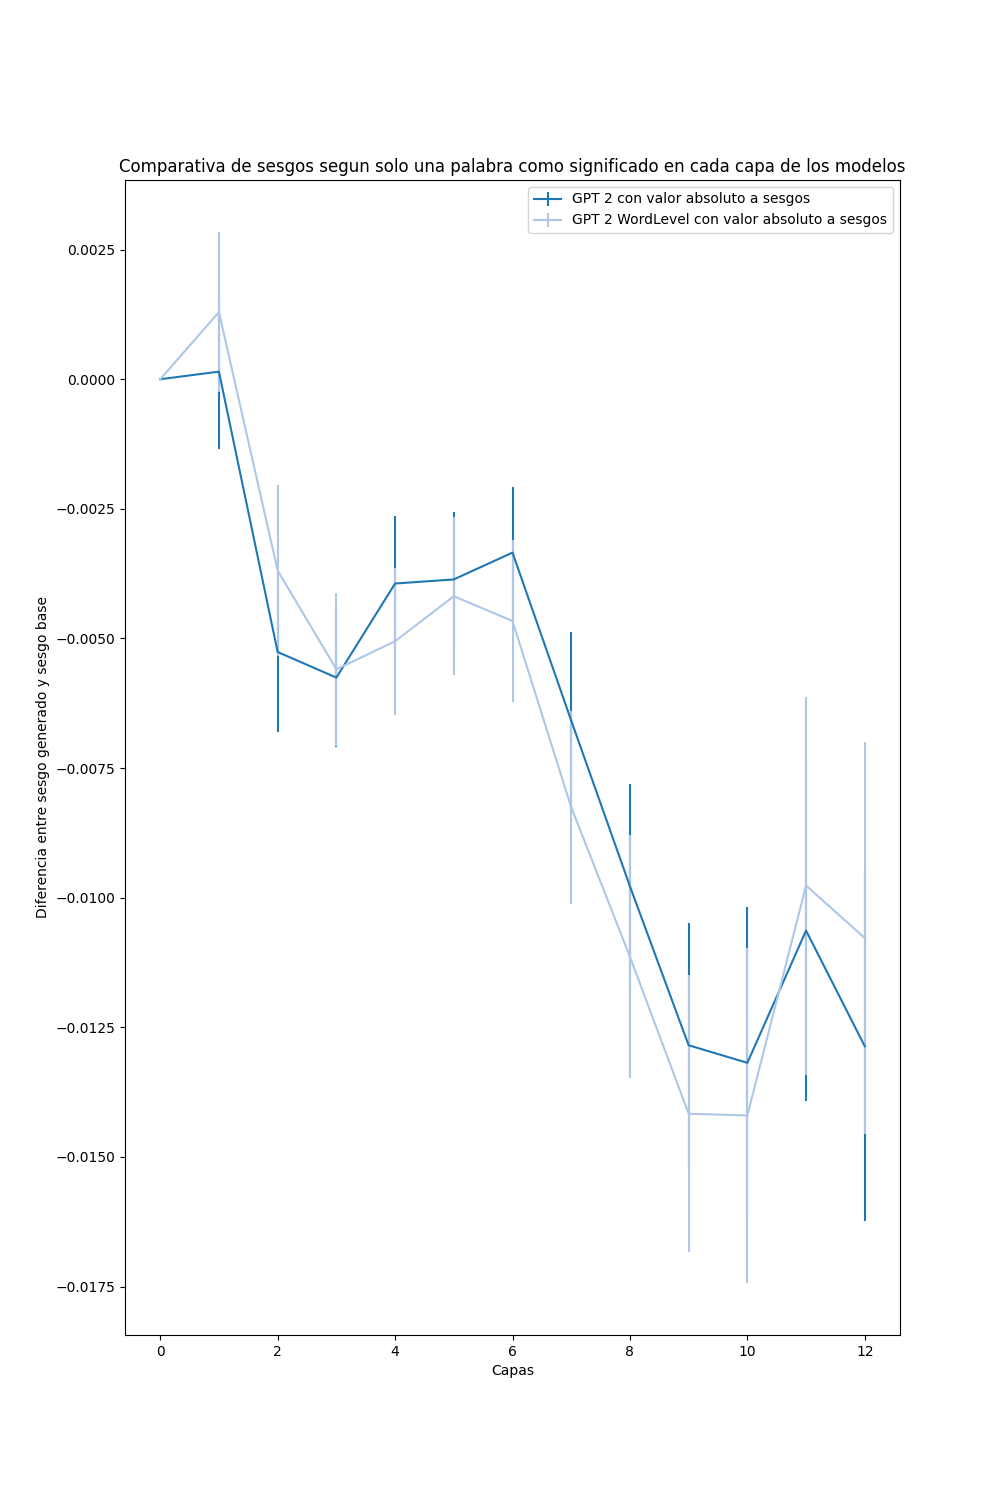 Comparativa de sesgos segun solo una palabra como significado en cada capa de los modelos
GPT 2 con valor absoluto a sesgos
GPT 2 WordLevel con valor absoluto a sesgos
0.0025
0.0000
−0.0025
−0.0050
−0.0075
−0.0100
−0.0125
−0.0150
−0.0175
Diferencia entre sesgo generado y sesgo base
0 2 4 6 8 10 12
Capas